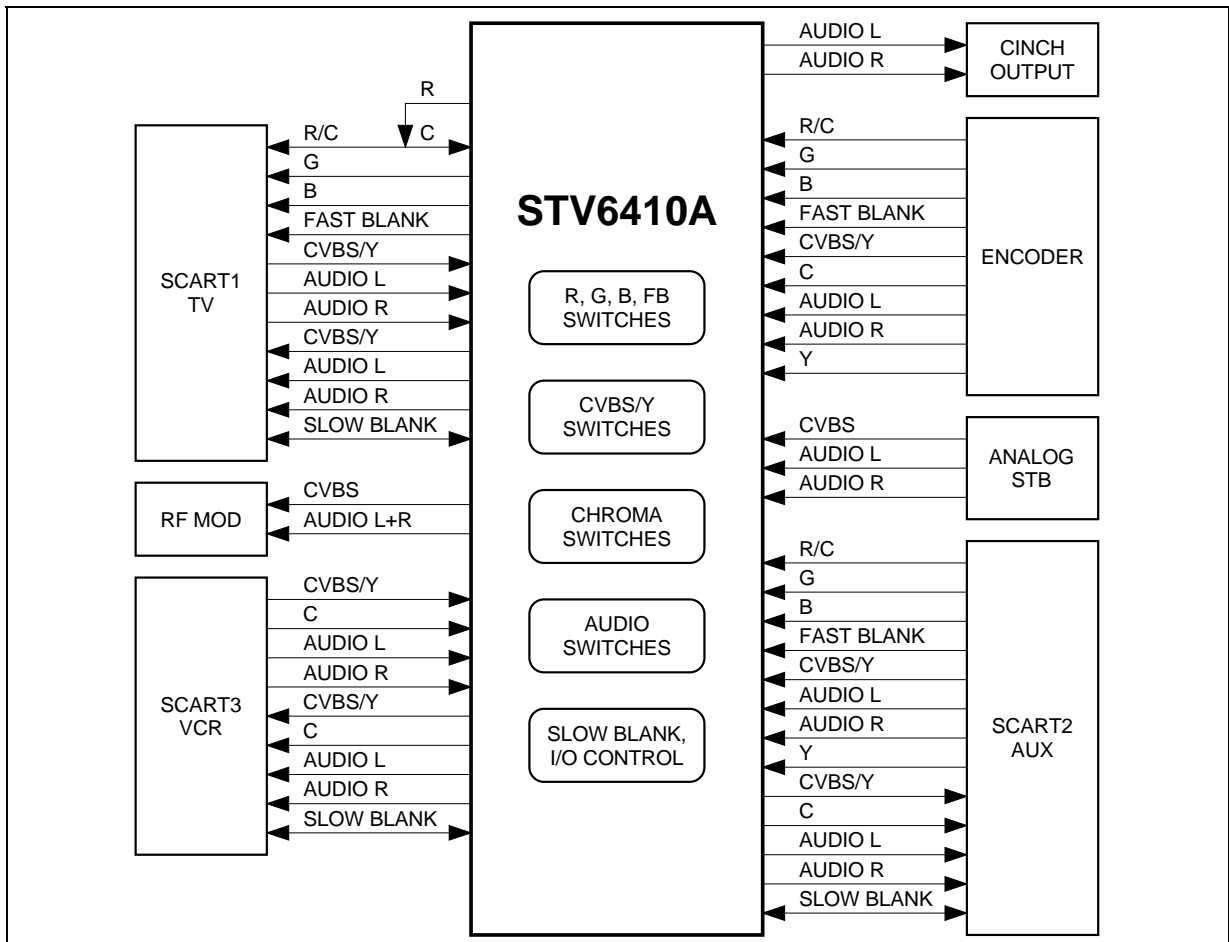 AUDIO L
AUDIO R
CINCH
OUTPUT
R
R/C
C
G
B
FAST BLANK
CVBS/Y
AUDIO L
AUDIO R
CVBS/Y
AUDIO L
AUDIO R
SLOW BLANK
SCART1
TV
CVBS
AUDIO L+R
RF MOD
CVBS/Y
C
AUDIO L
AUDIO R
CVBS/Y
C
AUDIO L
AUDIO R
SLOW BLANK
SCART3
VCR
STV6410A
R, G, B, FB
SWITCHES
CVBS/Y
SWITCHES
CHROMA
SWITCHES
AUDIO
SWITCHES
SLOW BLANK,
I/O CONTROL
R/C
G
B
FAST BLANK
CVBS/Y
C
AUDIO L
AUDIO R
Y
ENCODER
CVBS
AUDIO L
AUDIO R
ANALOG
STB
R/C
G
B
FAST BLANK
CVBS/Y
AUDIO L
AUDIO R
Y
CVBS/Y
C
AUDIO L
AUDIO R
SLOW BLANK
SCART2
AUX